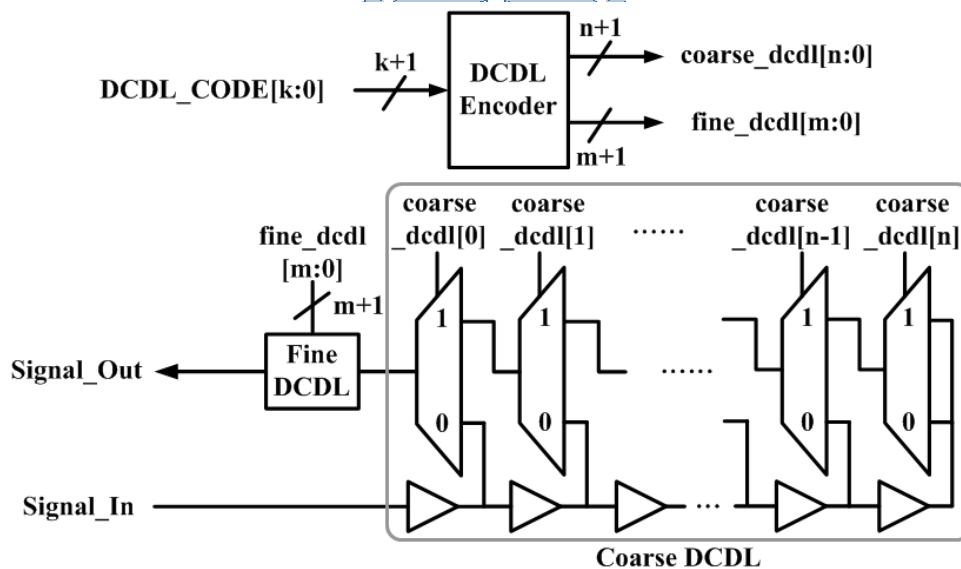 n+1
k+1
DCDL_CODE[k:0]
DCDL
Encoder
coarse_dcdl[n:0]
fine_dcdl[m:0]
m+1
fine_dcdl
[m:0]
m+1
coarse
_dcdl[0]
coarse
_dcdl[1]
......
coarse
_dcdl[n-1]
coarse
_dcdl[n]
1
1
1
1
Signal_Out
Fine
DCDL
......
0
0
0
0
Signal_In
...
Coarse DCDL